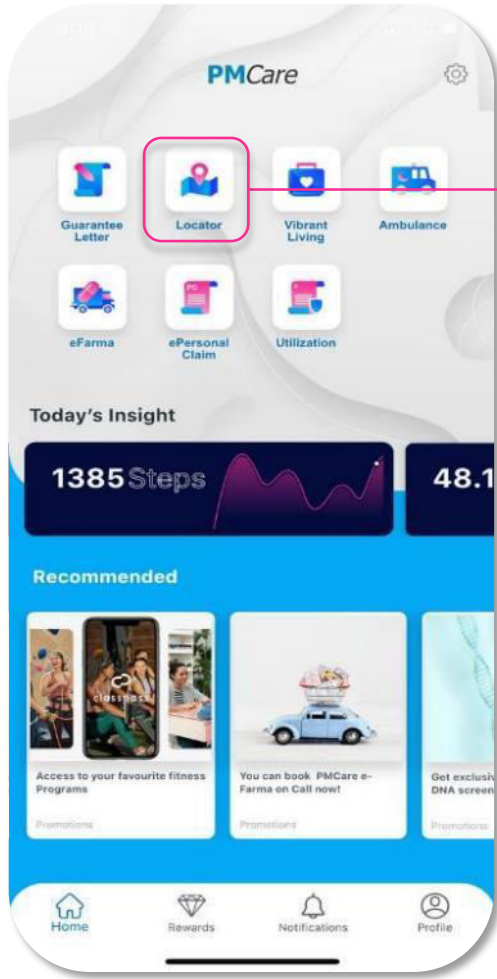 PMCare
Guarantee
Letter
Locator
Vibrant
Living
Ambulance
eFarma
ePersonal
Claim
Utilization
Today's Insight
1385 Steps
48.1
Recommended
classpass
Access to your favourite fitness
Programs
Promotions
You can book PMCare e-
Farma on Call now!
Promotions
Get exclusiv
DNA screen
Promotions
Home
Rewards
Notifications
Profile